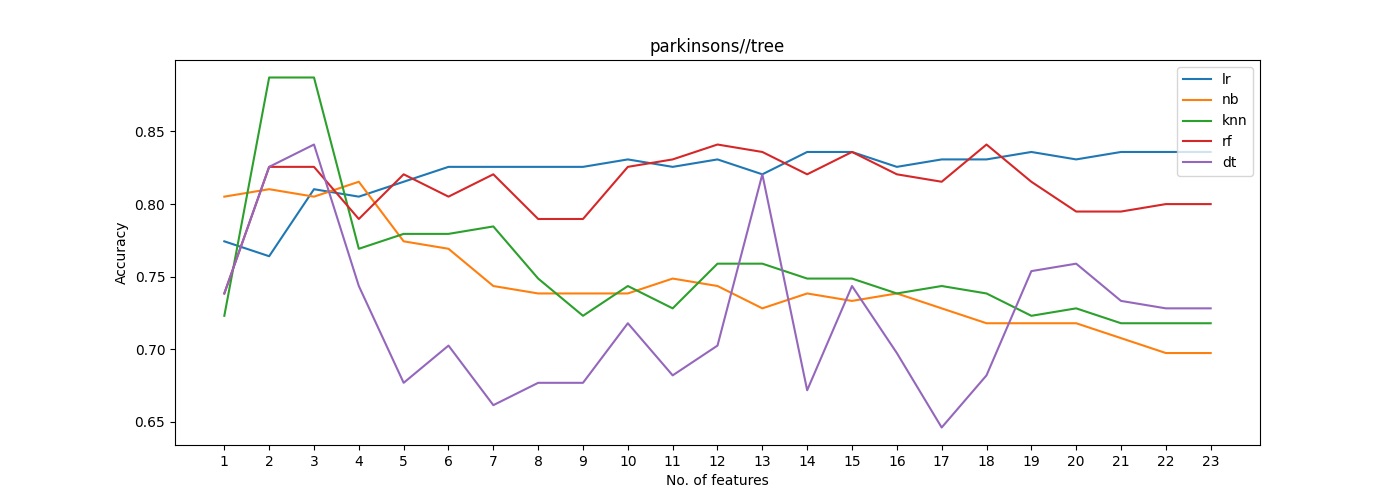 parkinsons//tree
lr
nb
knn
rf
dt
Accuracy
0.85
0.80
0.75
0.70
0.65
1 2 3 4 5 6 7 8 9 10 11 12 13 14 15 16 17 18 19 20 21 22 23
No. of features